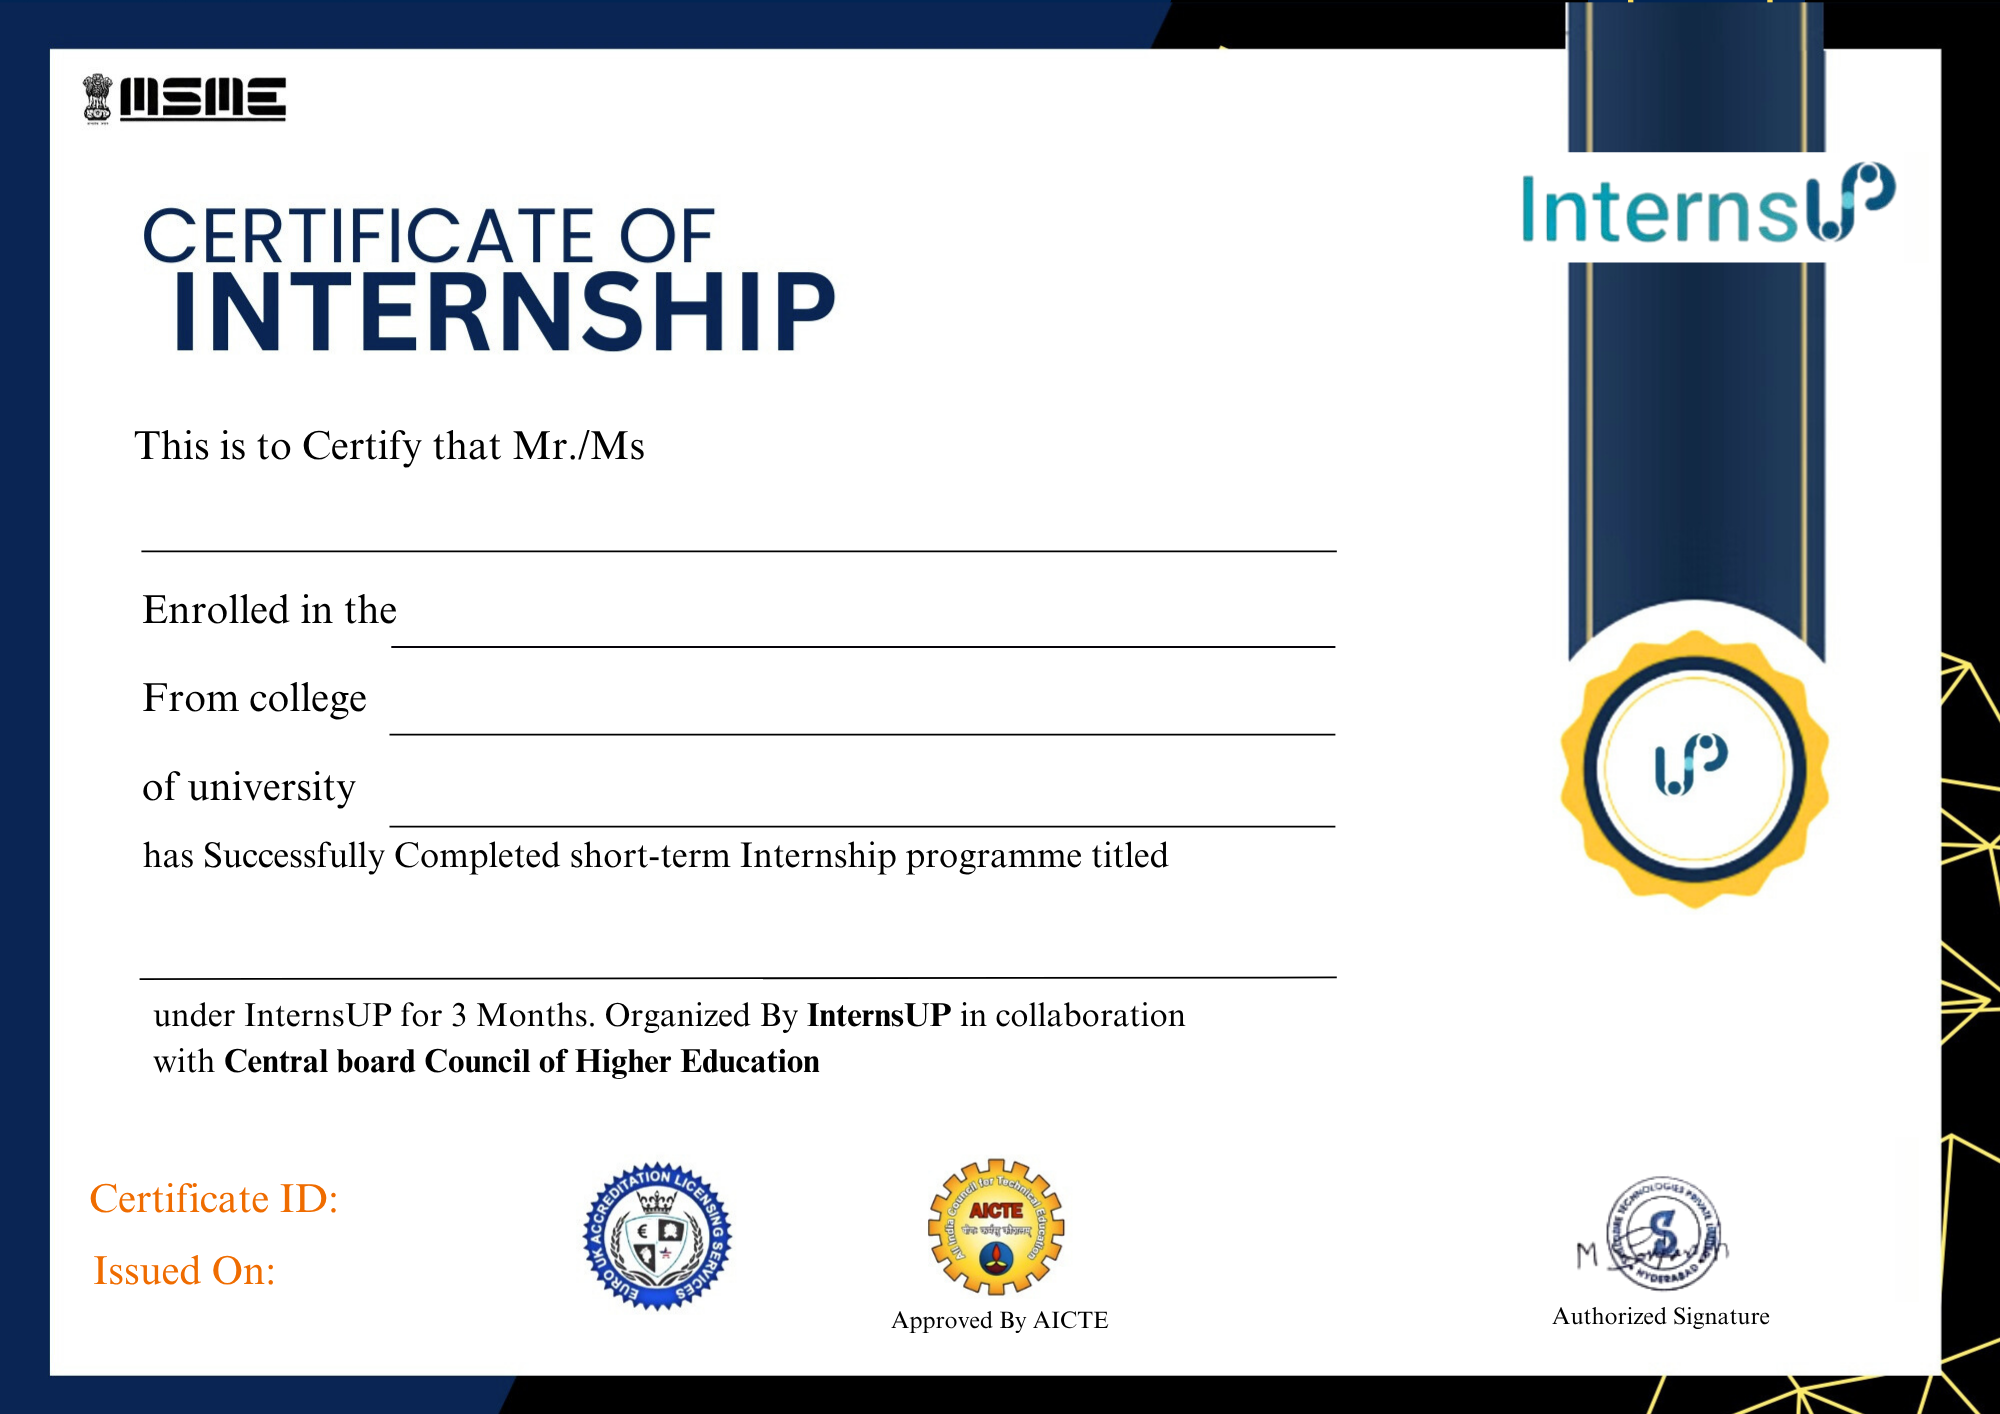 MSME
InternsUP
CERTIFICATE OF
INTERNSHIP
This is to Certify that Mr./Ms
Enrolled in the
From college
of university
has Successfully Completed short-term Internship programme titled
under InternsUP for 3 Months. Organized By InternsUP in collaboration
with Central board Council of Higher Education
Certificate ID:
Issued On:
EURO UK ACCREDITATION LICENSING SERVICES
All India Council for Technical Education
AICTE
Approved By AICTE
TECHNOLOGIES PRIVATE
HYDERABAD
Authorized Signature